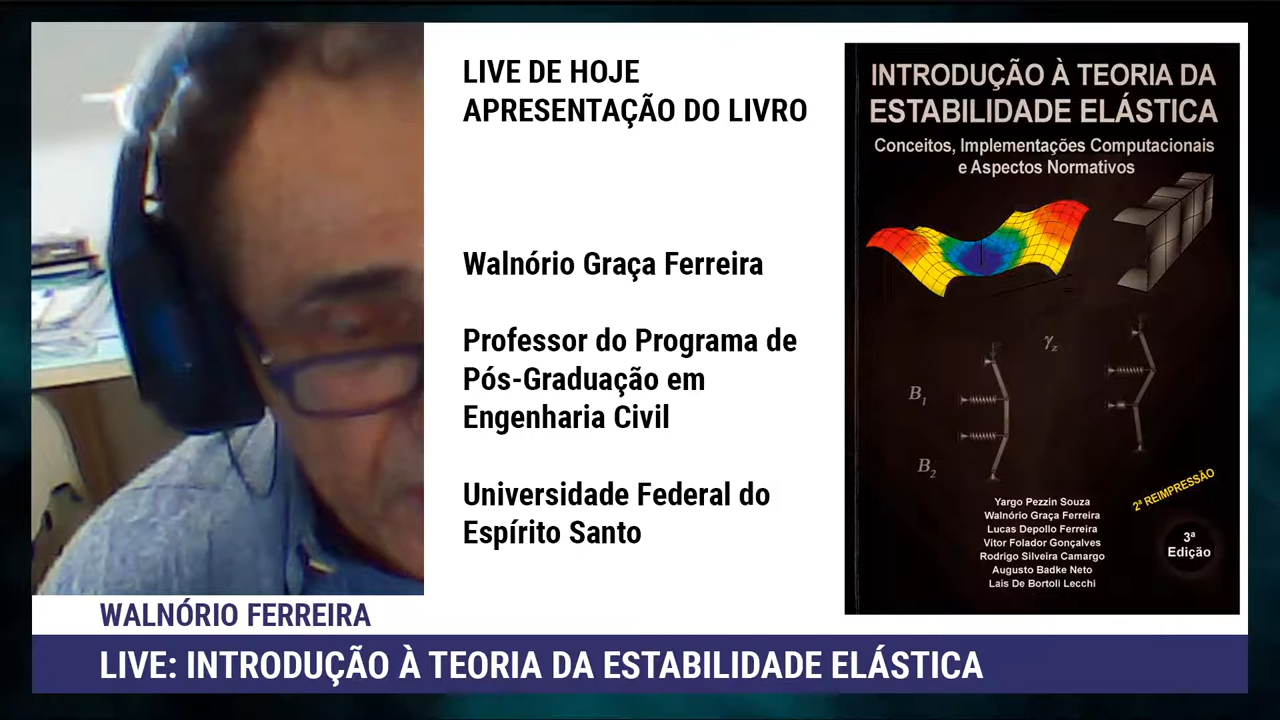 LIVE DE HOJE
APRESENTAÇÃO DO LIVRO
Walnório Graça Ferreira
Professor do Programa de
Pós-Graduação em
Engenharia Civil
Universidade Federal do
Espírito Santo
INTRODUÇÃO À TEORIA DA
ESTABILIDADE ELÁSTICA
Conceitos, Implementações Computacionais
e Aspectos Normativos
γz
B1
B2
Yargo Pezzin Souza
Walnório Graça Ferreira
Lucas Depollo Ferreira
Vitor Folador Gonçalves
Rodrigo Silveira Camargo
Augusto Badke Neto
Lais De Bortoli Lecchi
2ª REIMPRESSÃO
3ª
Edição
WALNÓRIO FERREIRA
LIVE: INTRODUÇÃO À TEORIA DA ESTABILIDADE ELÁSTICA